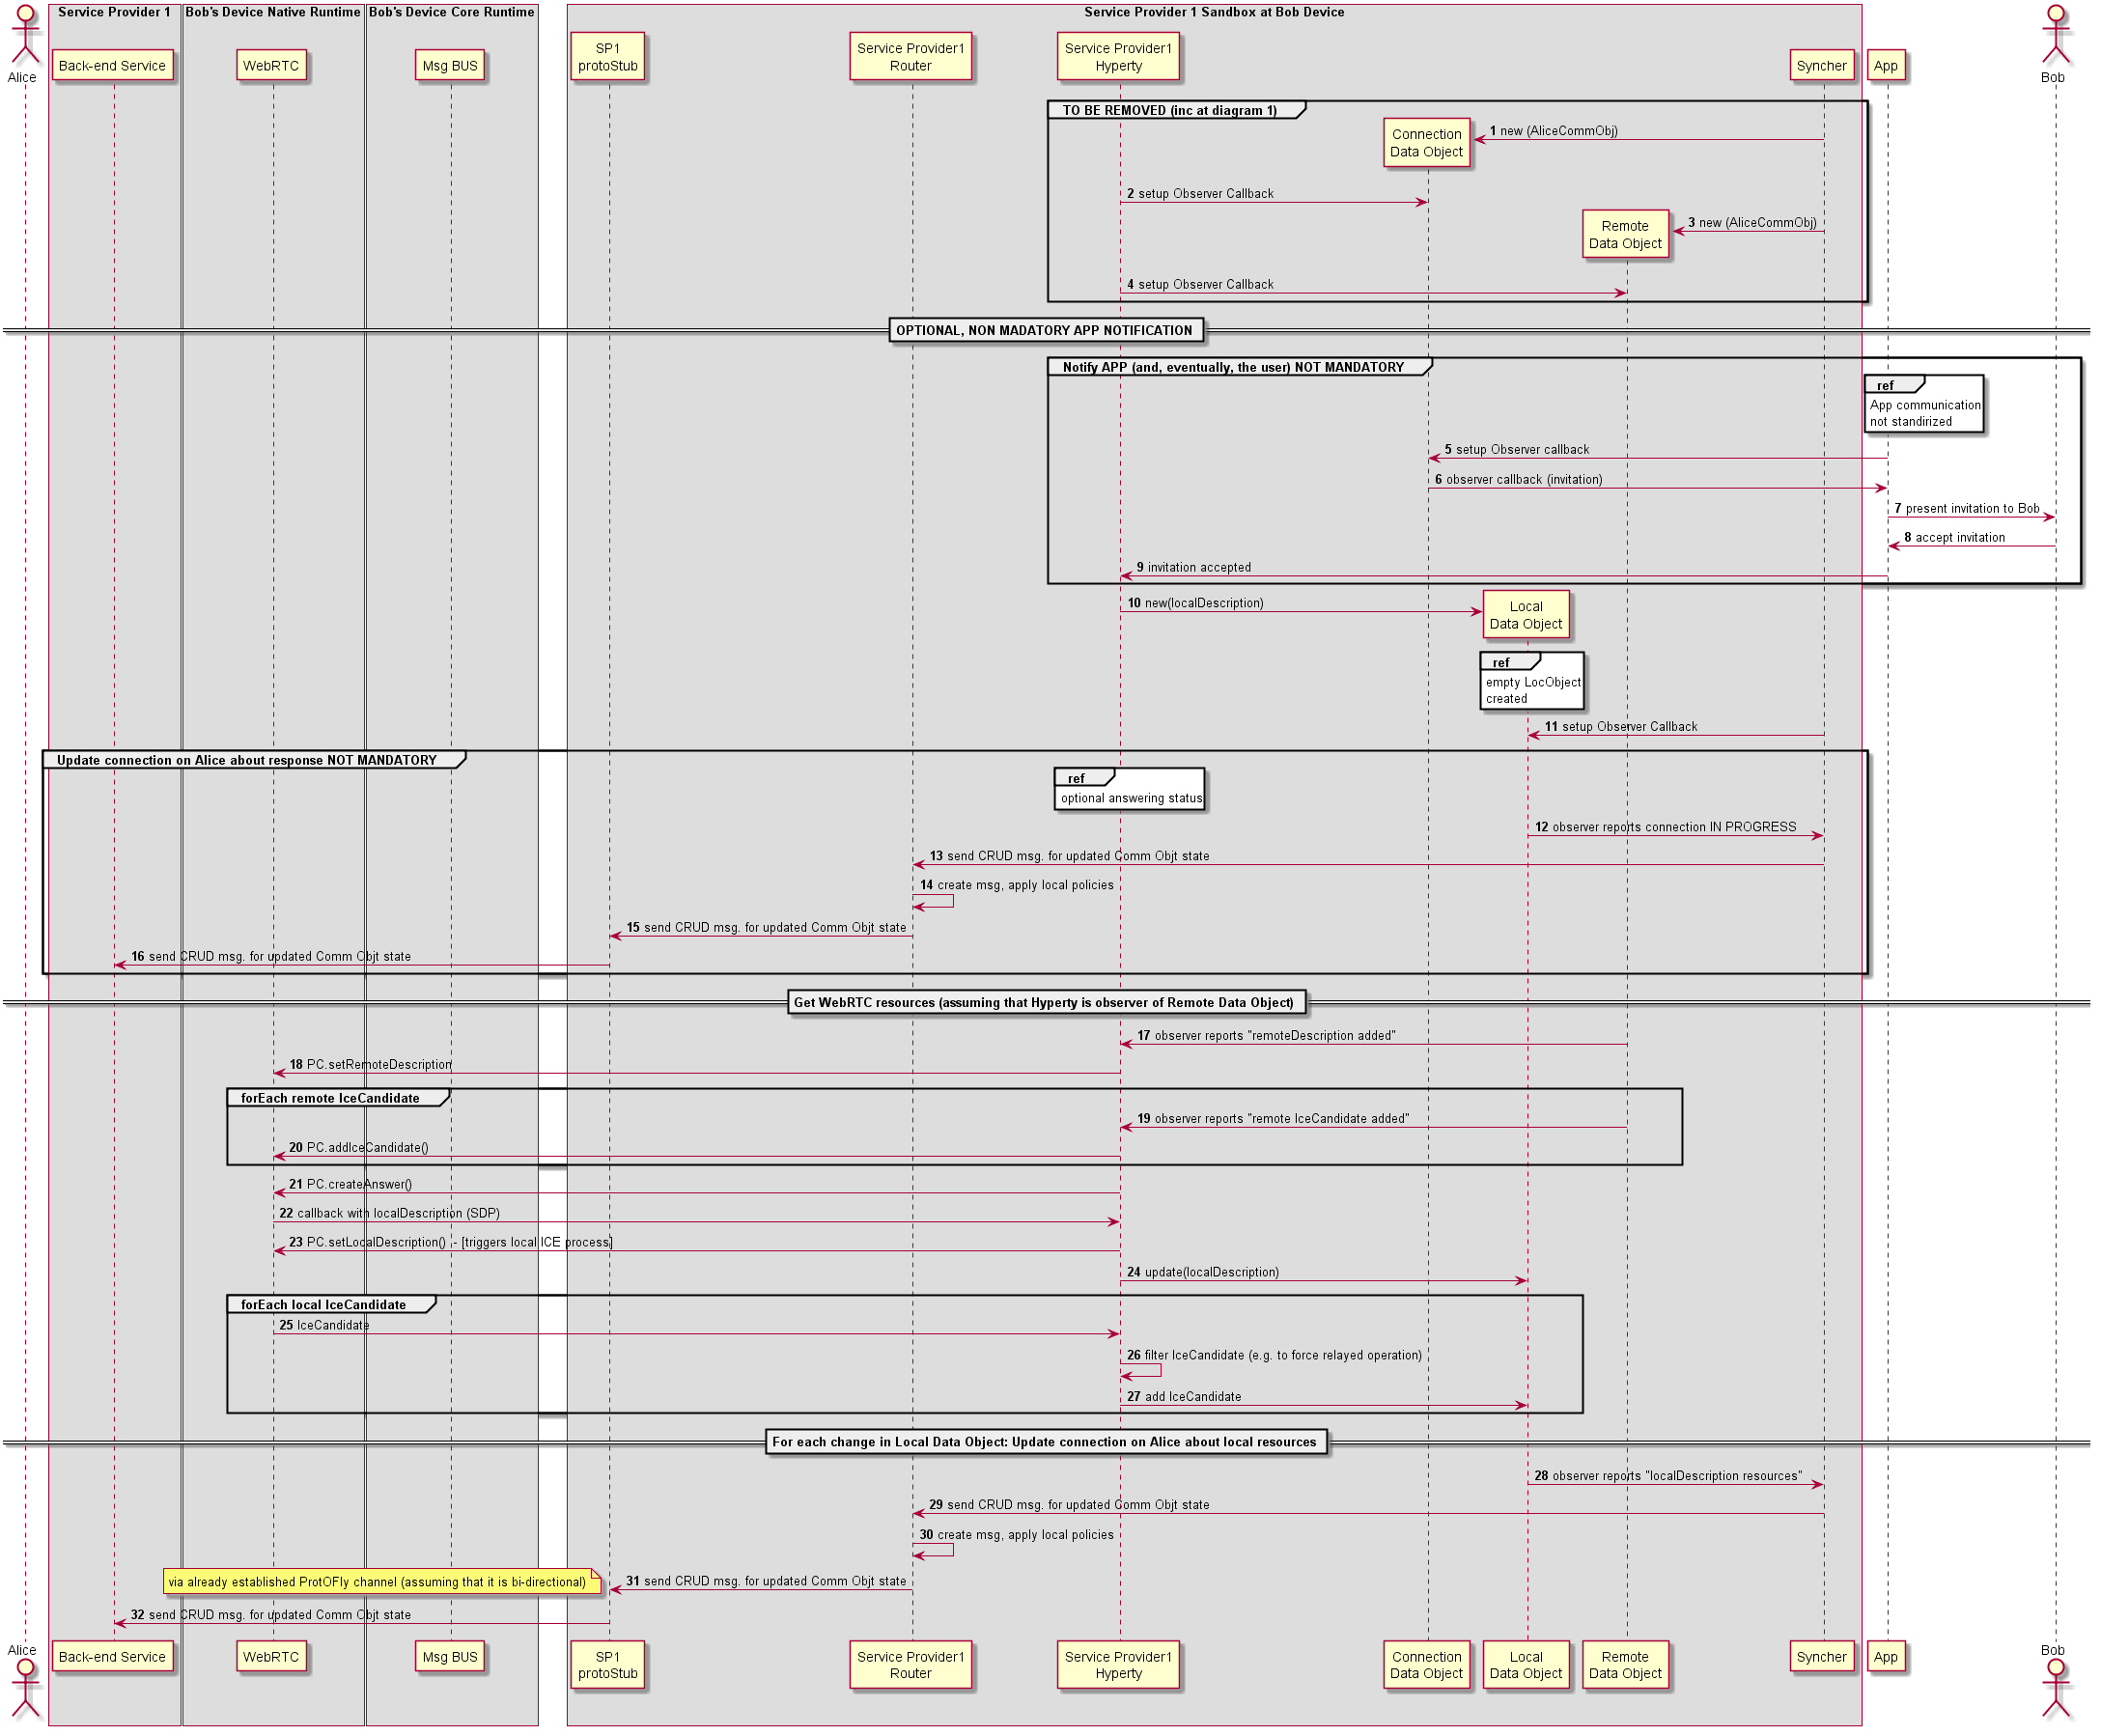 Service Provider 1
Bob's Device Native Runtime
Bob's Device Core Runtime
Service Provider 1 Sandbox at Bob Device
Alice
Back-end Service
WebRTC
Msg BUS
SP1
protoStub
Service Provider1
Router
Service Provider1
Hyperty
Syncher
App
Bob
TO BE REMOVED (inc at diagram 1)
Connection
Data Object
1 new (AliceCommObj)
2 setup Observer Callback
Remote
Data Object
3 new (AliceCommObj)
4 setup Observer Callback
OPTIONAL, NON MADATORY APP NOTIFICATION
Notify APP (and, eventually, the user) NOT MANDATORY
ref
App communication
not standirized
5 setup Observer callback
6 observer callback (invitation)
7 present invitation to Bob
8 accept invitation
9 invitation accepted
10 new(localDescription)
Local
Data Object
ref
empty LocObject
created
11 setup Observer Callback
Update connection on Alice about response NOT MANDATORY
ref
optional answering status
12 observer reports connection IN PROGRESS
13 send CRUD msg. for updated Comm Objt state
14 create msg, apply local policies
15 send CRUD msg. for updated Comm Objt state
16 send CRUD msg. for updated Comm Objt state
Get WebRTC resources (assuming that Hyperty is observer of Remote Data Object)
17 observer reports "remoteDescription added"
18 PC.setRemoteDescription
forEach remote IceCandidate
19 observer reports "remote IceCandidate added"
20 PC.addIceCandidate()
21 PC.createAnswer()
22 callback with localDescription (SDP)
23 PC.setLocalDescription() - [triggers local ICE process]
24 update(localDescription)
forEach local IceCandidate
25 IceCandidate
26 filter IceCandidate (e.g. to force relayed operation)
27 add IceCandidate
For each change in Local Data Object: Update connection on Alice about local resources
28 observer reports "localDescription resources"
29 send CRUD msg. for updated Comm Objt state
30 create msg, apply local policies
via already established ProtOFly channel (assuming that it is bi-directional)
31 send CRUD msg. for updated Comm Objt state
32 send CRUD msg. for updated Comm Objt state
Alice
Back-end Service
WebRTC
Msg BUS
SP1
protoStub
Service Provider1
Router
Service Provider1
Hyperty
Connection
Data Object
Local
Data Object
Remote
Data Object
Syncher
App
Bob